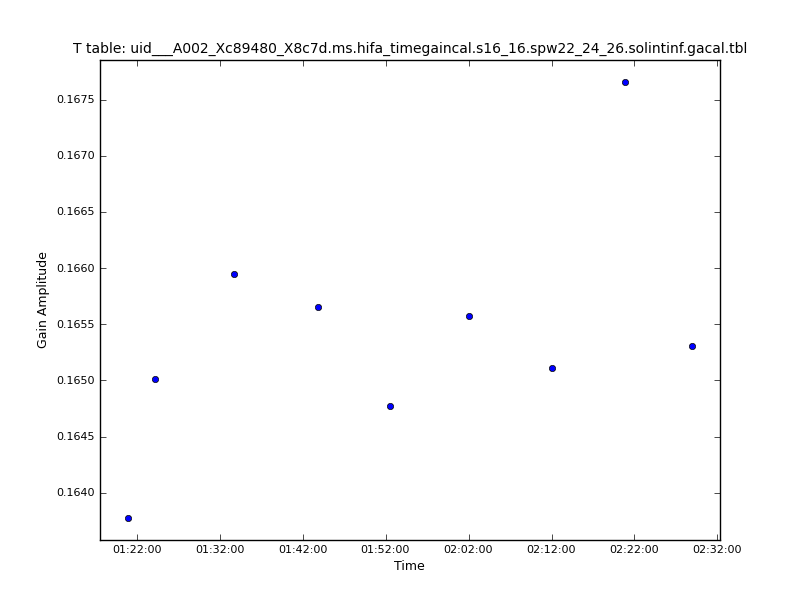 T table: uid___A002_Xc89480_X8c7d.ms.hifa_timegaincal.s16_16.spw22_24_26.solintinf.gacal.tbl
0.1675
0.1670
0.1665
0.1660
0.1655
0.1650
0.1645
0.1640
Gain Amplitude
01:22:00 01:32:00 01:42:00 01:52:00 02:02:00 02:12:00 02:22:00 02:32:00
Time